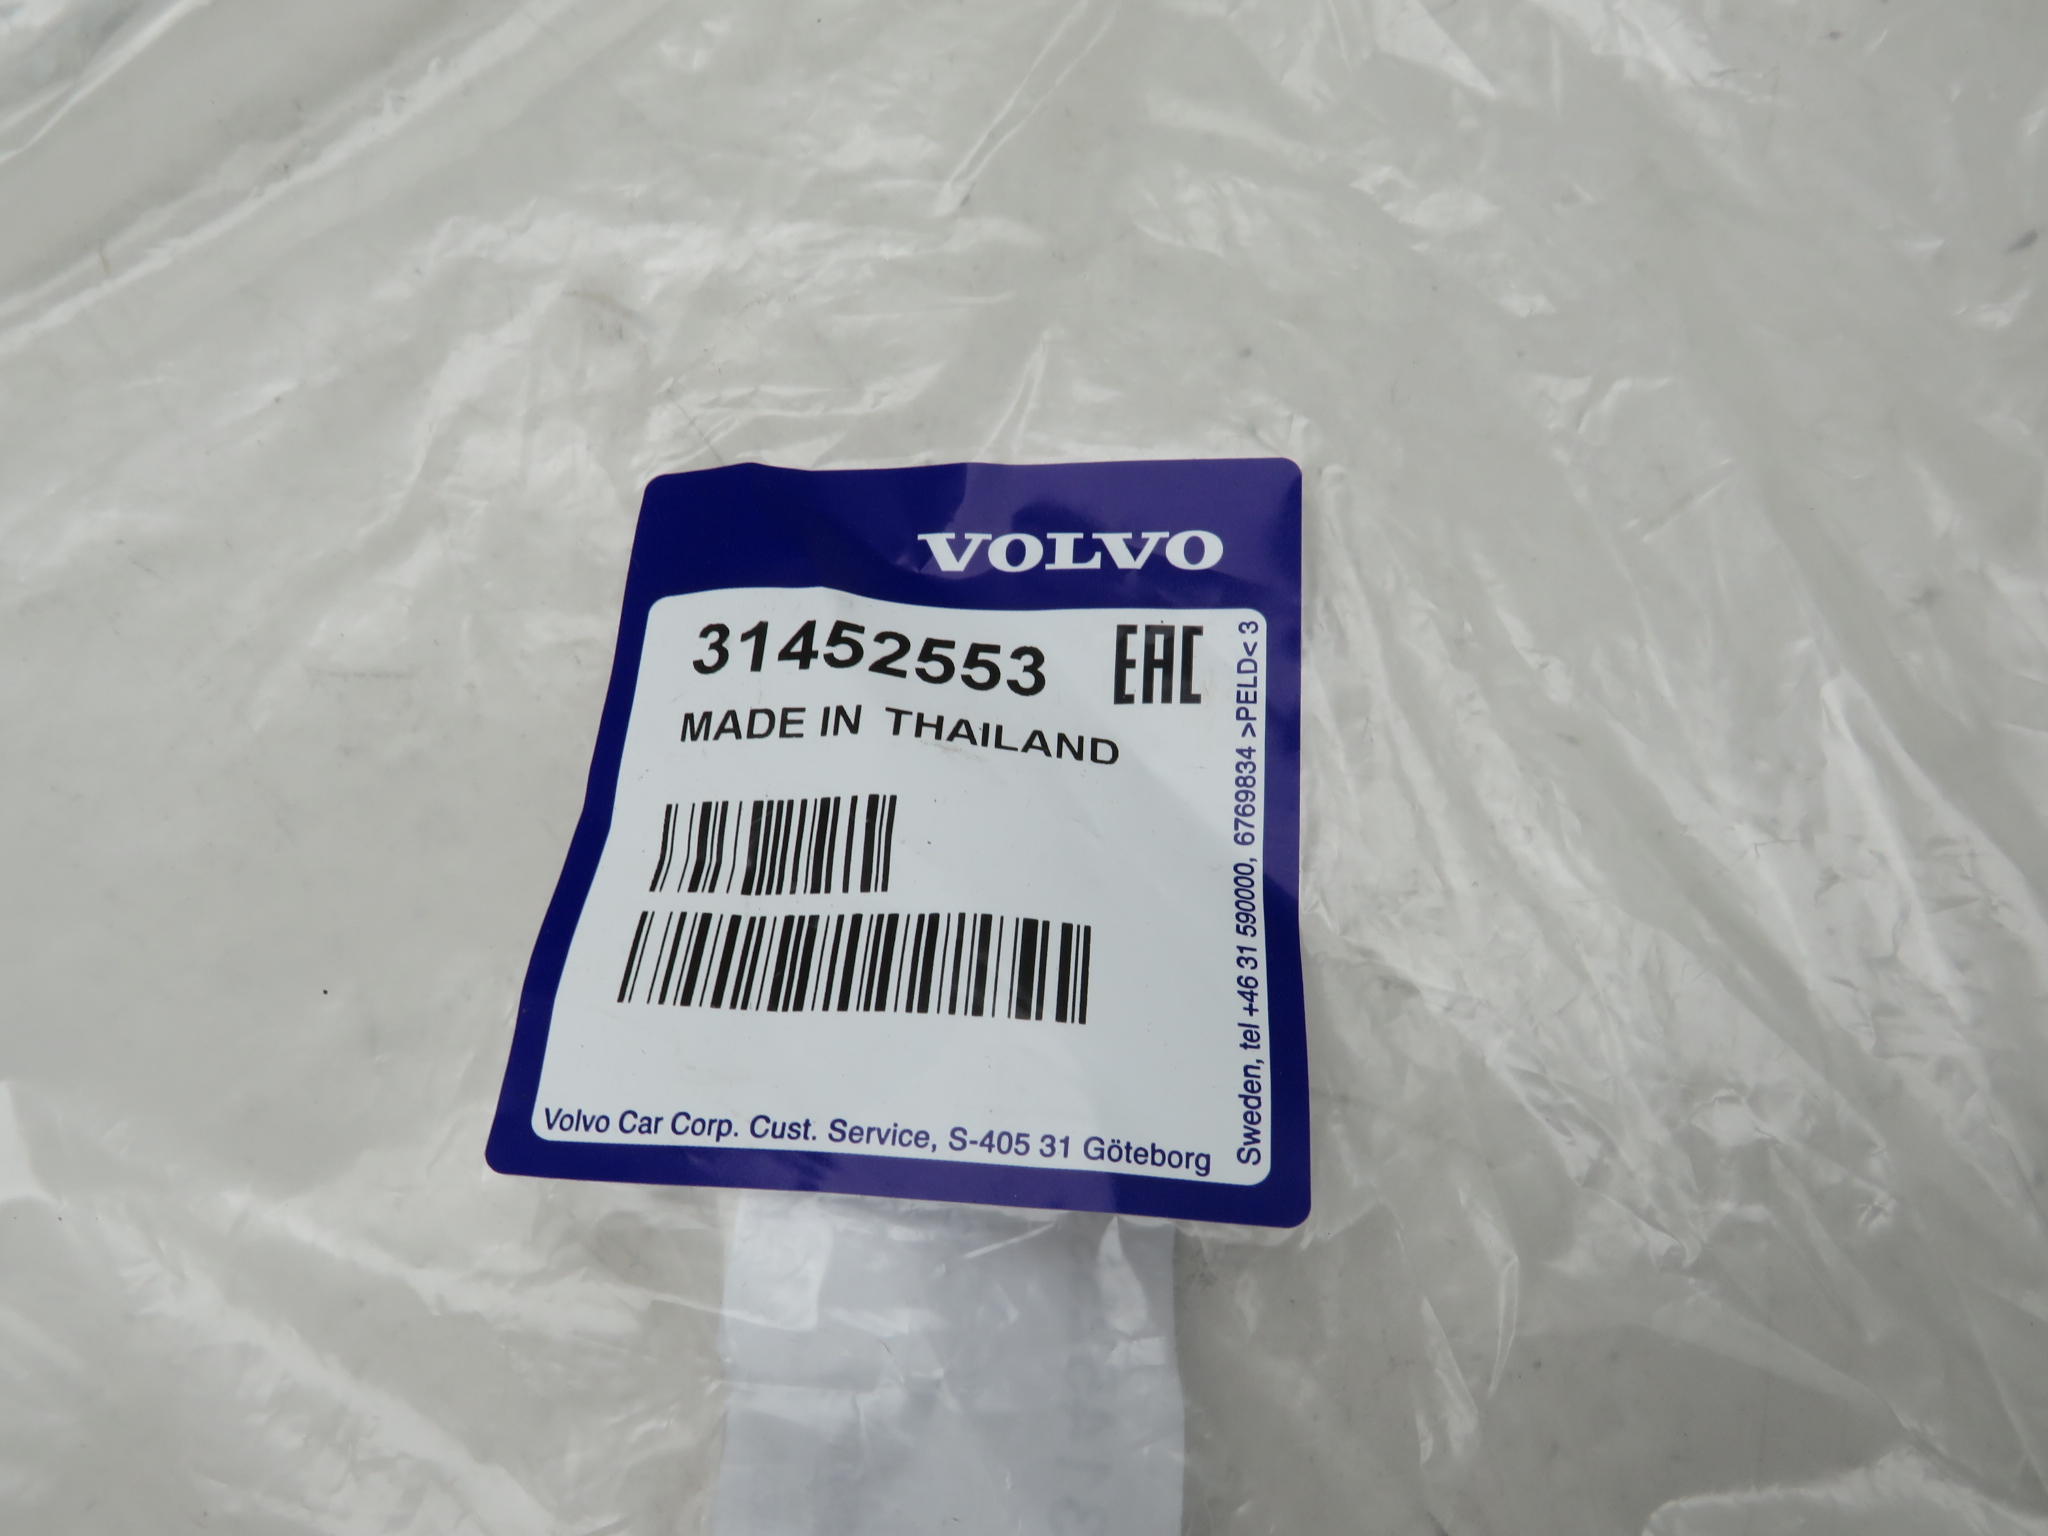 VOLVO
31452553 EAC
MADE IN THAILAND
Volvo Car Corp. Cust. Service, S-405 31 Göteborg
Sweden, tel +46 31 590000, 6769834 >PELD< 3